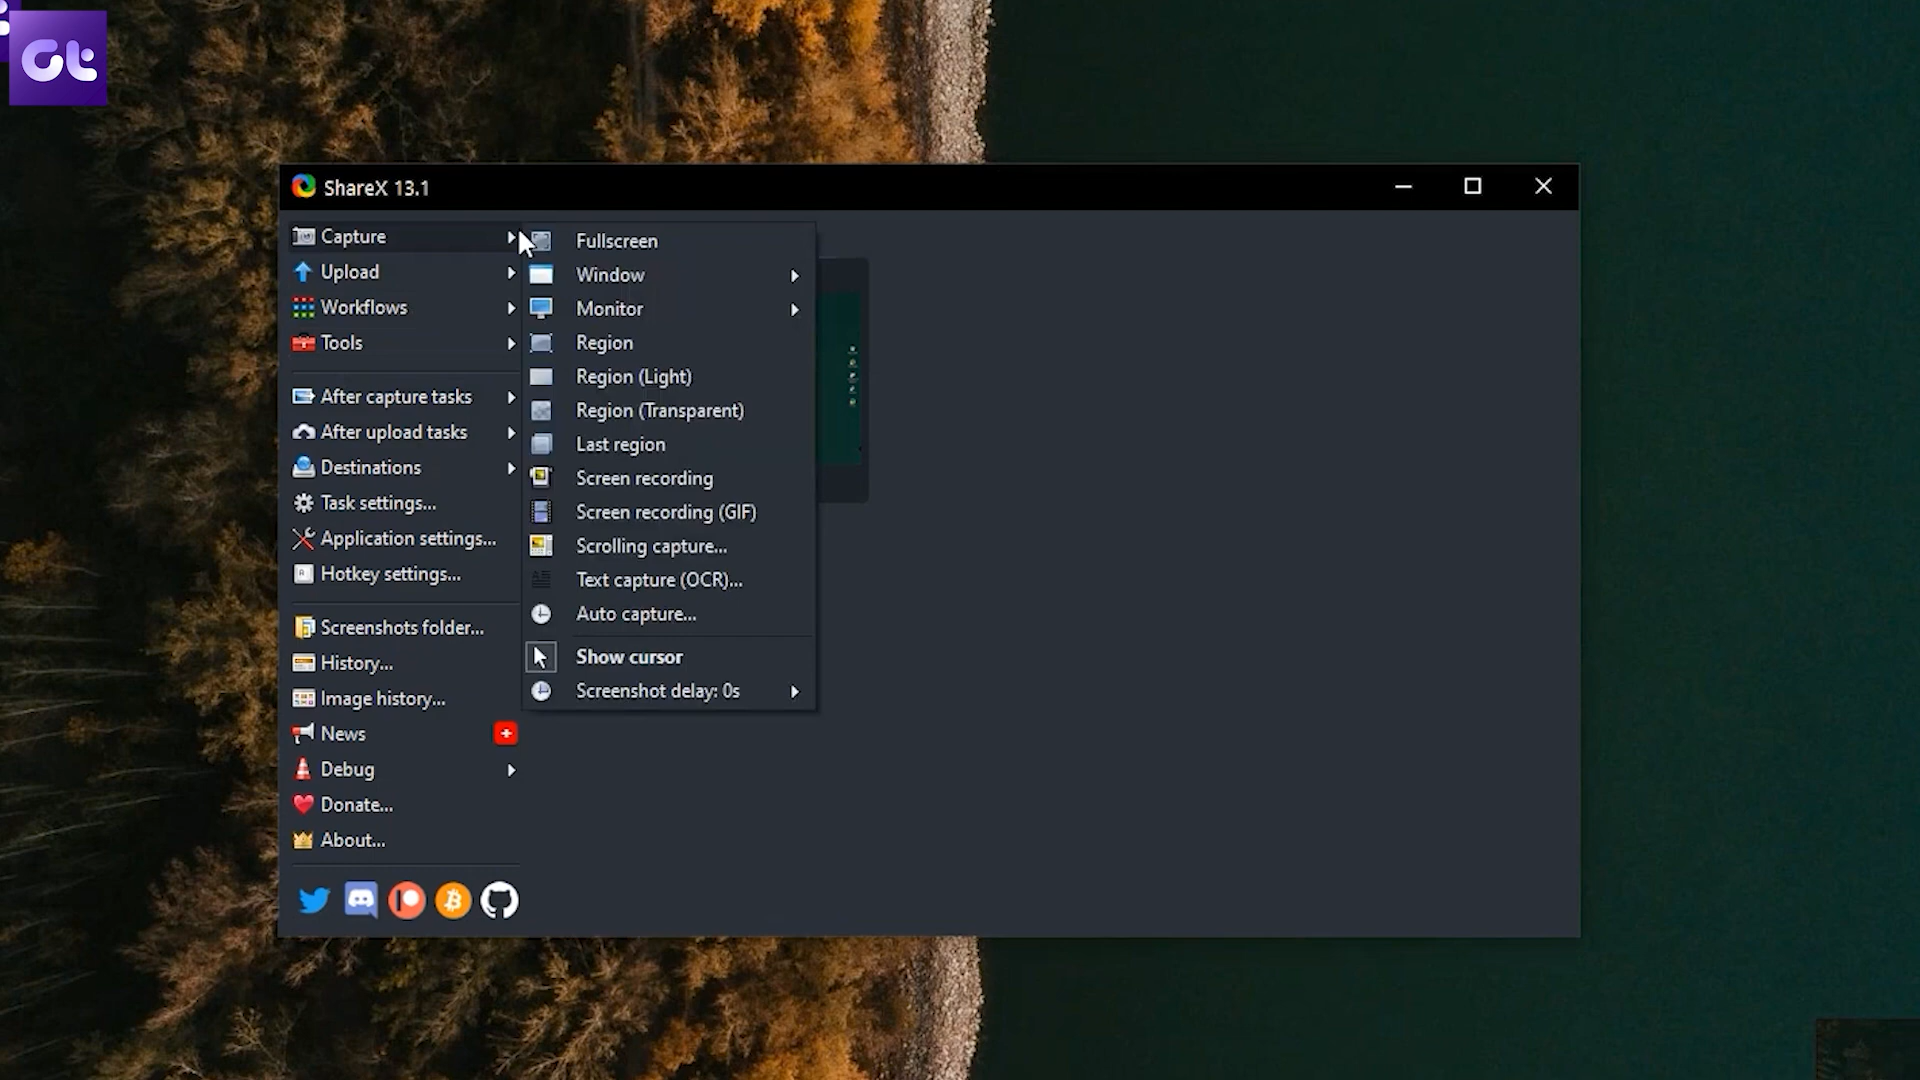 Gt
ShareX 13.1
Capture
Upload
Workflows
Tools
After capture tasks
After upload tasks
Destinations
Task settings...
Application settings...
Hotkey settings...
Screenshots folder...
History...
Image history...
News
Debug
Donate...
About...
Fullscreen
Window
Monitor
Region
Region (Light)
Region (Transparent)
Last region
Screen recording
Screen recording (GIF)
Scrolling capture...
Text capture (OCR)...
Auto capture...
Show cursor
Screenshot delay: 0s